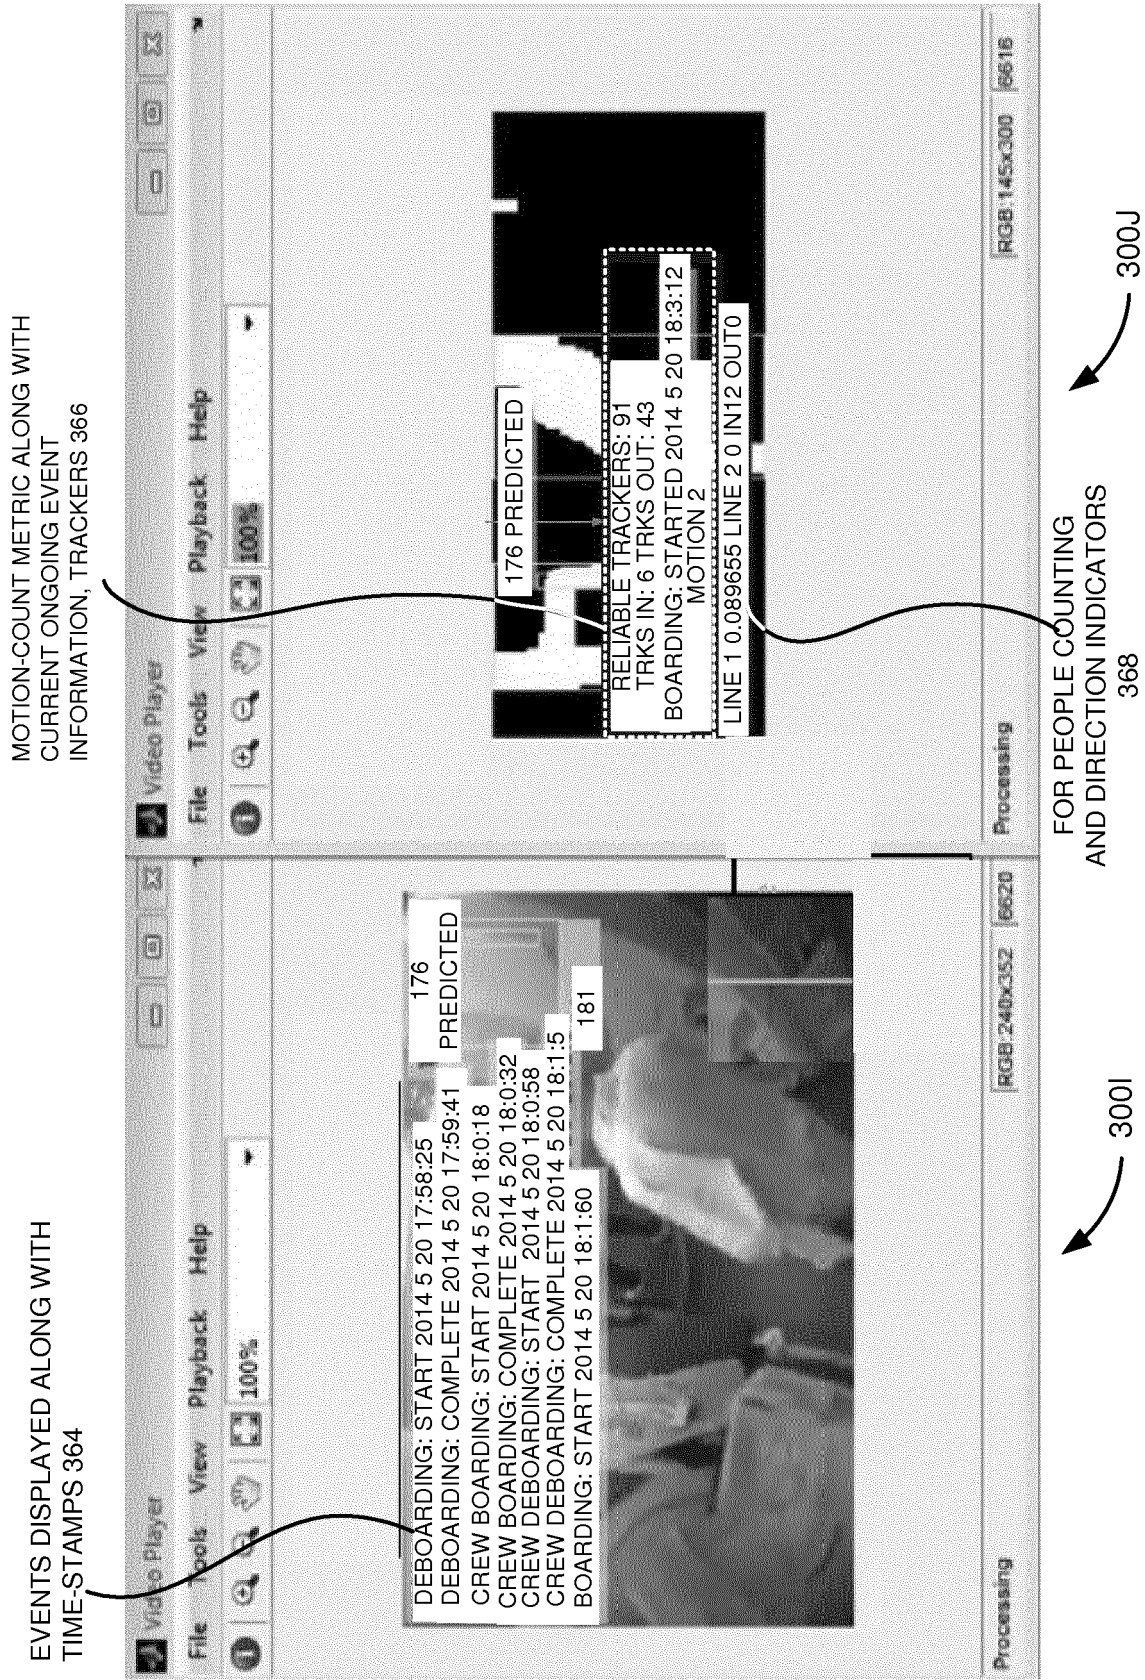 EVENTS DISPLAYED ALONG WITH
TIME-STAMPS 364
Video Player
File Tools View Playback Help
100%
DEBOARDING: START 2014 5 20 17:58:25
DEBOARDING: COMPLETE 2014 5 20 17:59:41
CREW BOARDING: START 2014 5 20 18:0:18
CREW BOARDING: COMPLETE 2014 5 20 18:0:32
CREW DEBOARDING: START 2014 5 20 18:0:58
CREW DEBOARDING: COMPLETE 2014 5 20 18:1:5
BOARDING: START 2014 5 20 18:1:60
176
PREDICTED
181
Processing
RGB:240x352
6620
300I
MOTION-COUNT METRIC ALONG WITH
CURRENT ONGOING EVENT
INFORMATION, TRACKERS 366
Video Player
File Tools View Playback Help
100%
176 PREDICTED
RELIABLE TRACKERS: 91
TRKS IN: 6 TRKS OUT: 43
BOARDING: STARTED 2014 5 20 18:3:12
MOTION 2
LINE 1 0.089655 LINE 2 0 IN12 OUT0
Processing
RGB:145x300
6616
FOR PEOPLE COUNTING
AND DIRECTION INDICATORS
368
300J